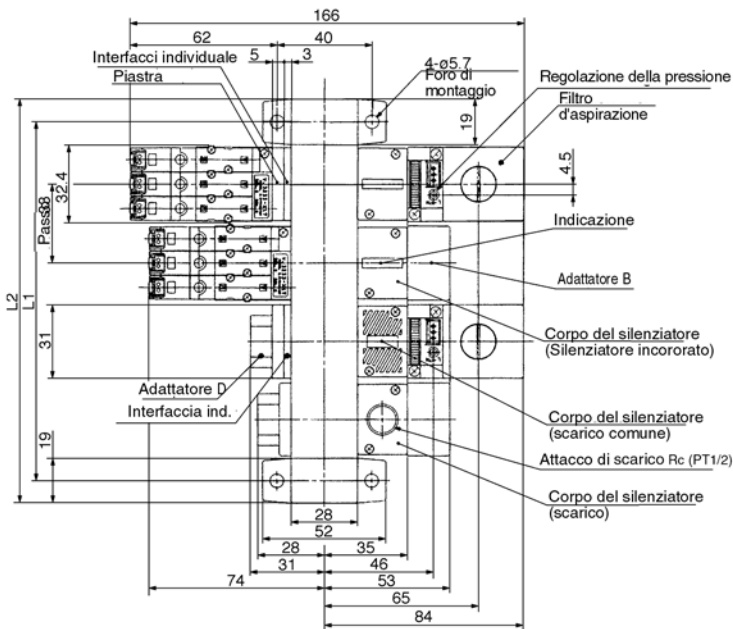 166
62
40
5
3
Interfacci individuale
Piastra
4-ø5.7
Foro di
montaggio
Regolazione della pressione
Filtro
d'aspirazione
19
4.5
32.4
38
Passo
Indicazione
Adattatore B
L2
L1
31
Corpo del silenziatore
(Silenziatore incororato)
Adattatore D
Interfaccia ind.
Corpo del silenziatore
(scarico comune)
19
Attacco di scarico Rc (PT1/2)
Corpo del silenziatore
(scarico)
28
52
28
35
31
46
74
53
65
84